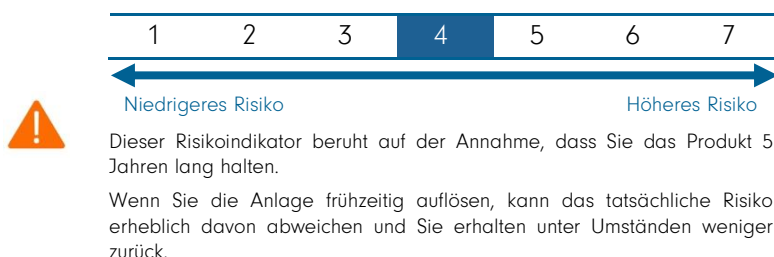 1 2 3 4 5 6 7
Niedrigeres Risiko Höheres Risiko
Dieser Risikoindikator beruht auf der Annahme, dass Sie das Produkt 5
Jahren lang halten.
Wenn Sie die Anlage frühzeitig auflösen, kann das tatsächliche Risiko
erheblich davon abweichen und Sie erhalten unter Umständen weniger
zurück.